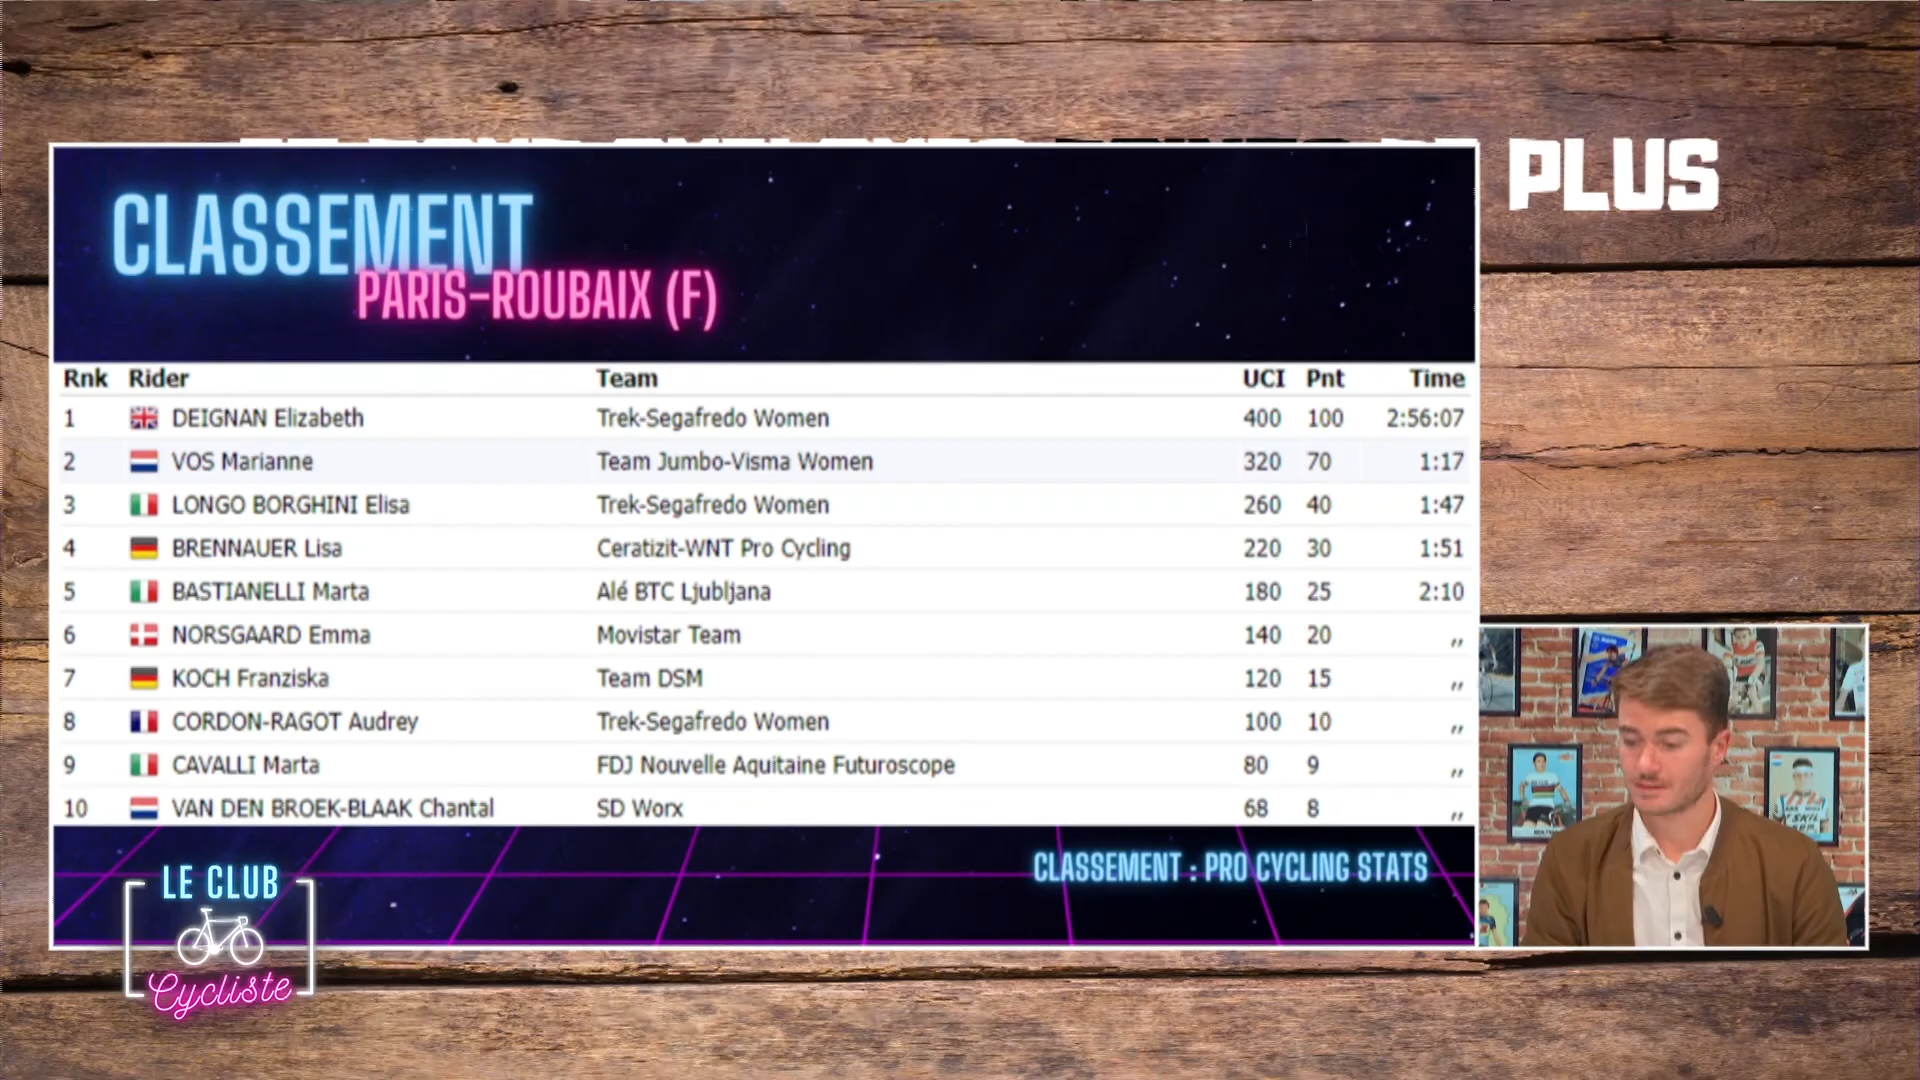 PLUS
CLASSEMENT
PARIS-ROUBAIX (F)
Rnk Rider Team UCI Pnt Time
1 DEIGNAN Elizabeth Trek-Segafredo Women 400 100 2:56:07
2 VOS Marianne Team Jumbo-Visma Women 320 70 1:17
3 LONGO BORGHINI Elisa Trek-Segafredo Women 260 40 1:47
4 BRENNAUER Lisa Ceratizit-WNT Pro Cycling 220 30 1:51
5 BASTIANELLI Marta Alé BTC Ljubljana 180 25 2:10
6 NORSGAARD Emma Movistar Team 140 20 ,,
7 KOCH Franziska Team DSM 120 15 ,,
8 CORDON-RAGOT Audrey Trek-Segafredo Women 100 10 ,,
9 CAVALLI Marta FDJ Nouvelle Aquitaine Futuroscope 80 9 ,,
10 VAN DEN BROEK-BLAAK Chantal SD Worx 68 8 ,,
CLASSEMENT : PRO CYCLING STATS
LE CLUB
Cycliste